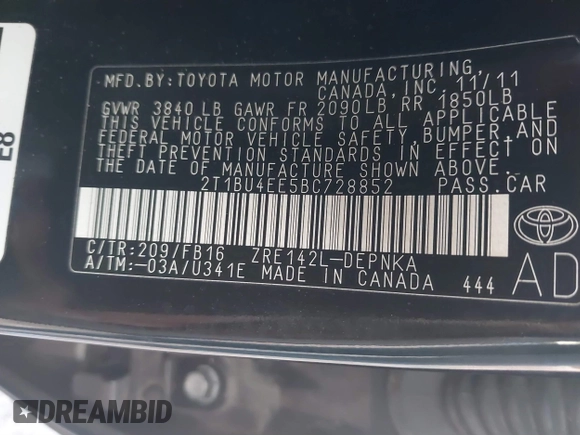 MFD. BY: TOYOTA MOTOR MANUFACTURING,
CANADA, INC. 11/11
GVWR 3840 LB GAWR FR 2090LB RR 1850LB
THIS VEHICLE CONFORMS TO ALL APPLICABLE
FEDERAL MOTOR VEHICLE SAFETY, BUMPER, AND
THEFT PREVENTION STANDARDS IN EFFECT ON
THE DATE OF MANUFACTURE SHOWN ABOVE.
2T1BU4EE5BC728852 PASS. CAR
C/TR: 209/FB16 ZRE142L-DEPNKA
A/TM: -03A/U341E MADE IN CANADA 444
AD
E8
DREAMBID